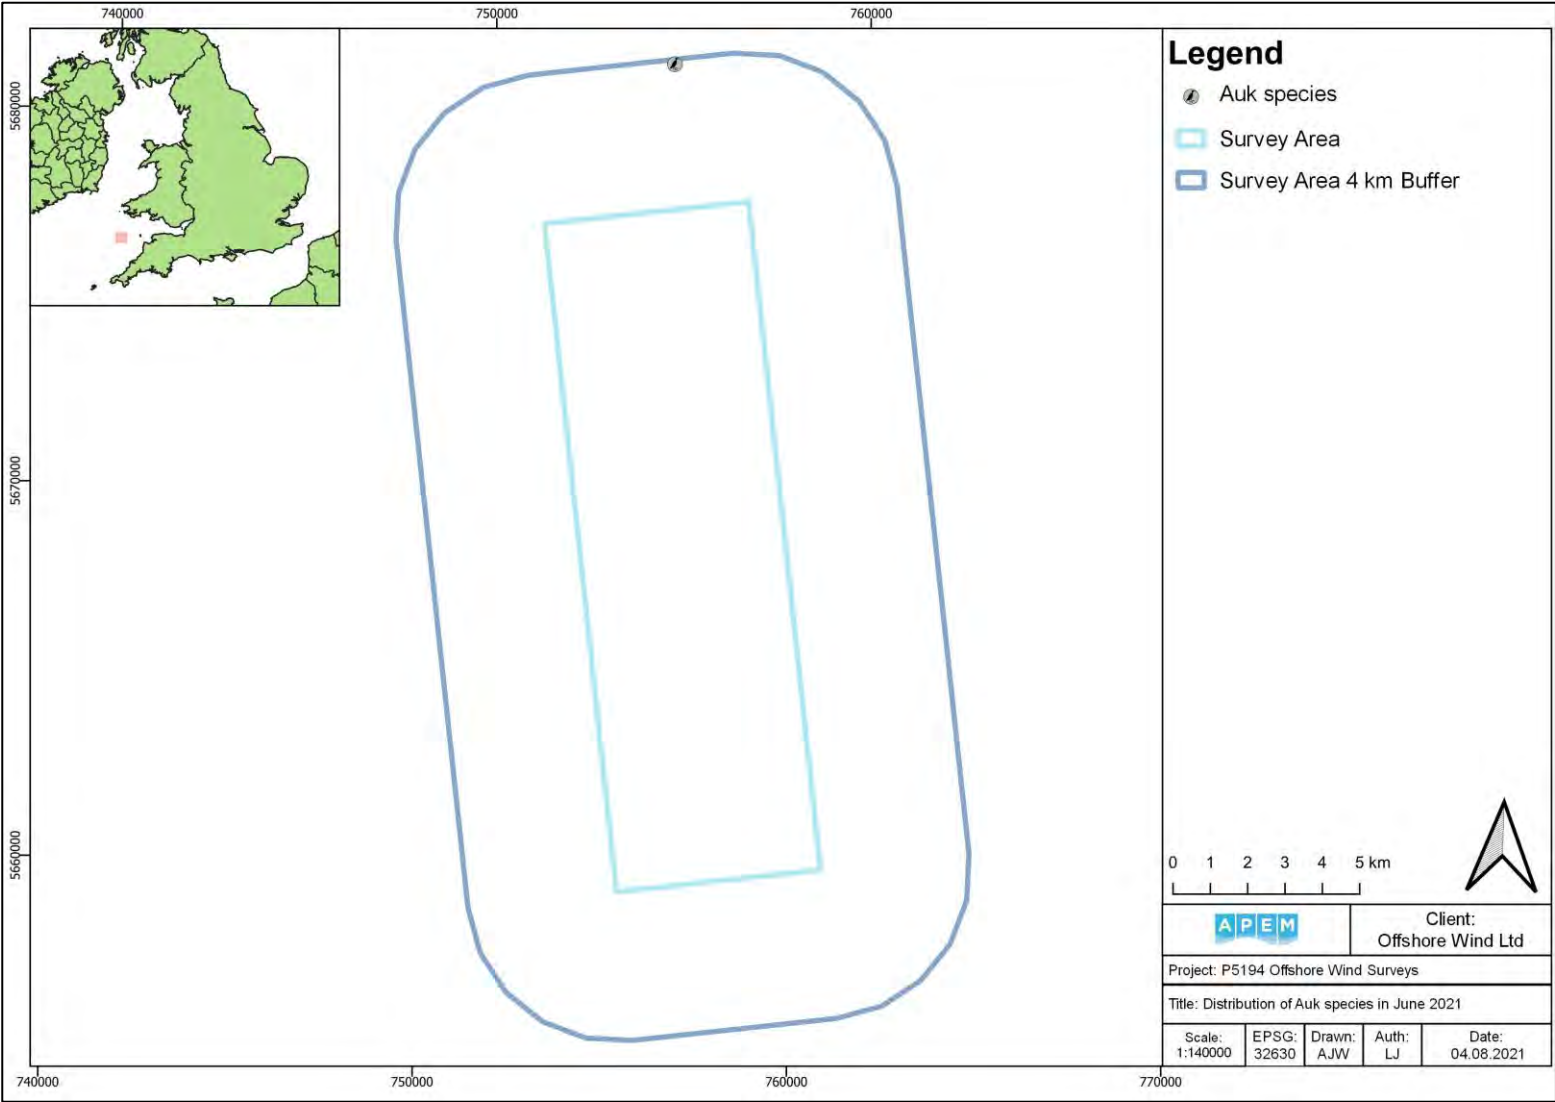 740000
750000
760000
5680000
5670000
5660000
740000
750000
760000
770000
Legend
Auk species
Survey Area
Survey Area 4 km Buffer
0 1 2 3 4 5 km
APEM
Client:
Offshore Wind Ltd
Project: P5194 Offshore Wind Surveys
Title: Distribution of Auk species in June 2021
Scale:
1:140000
EPSG:
32630
Drawn:
AJW
Auth:
LJ
Date:
04.08.2021